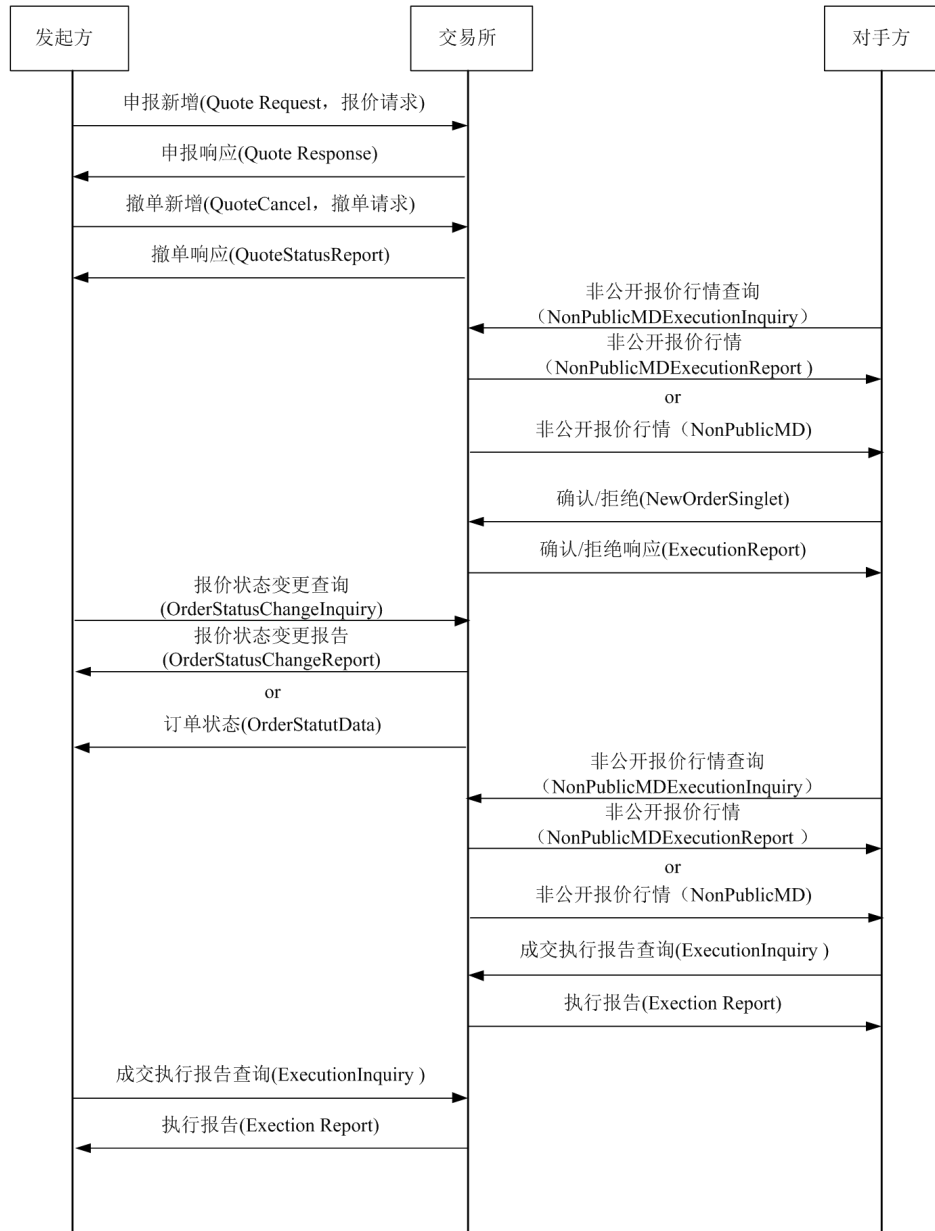 发起方
交易所
对手方
申报新增(Quote Request，报价请求)
申报响应(Quote Response)
撤单新增(QuoteCancel，撤单请求)
撤单响应(QuoteStatusReport)
非公开报价行情查询
（NonPublicMDExecutionInquiry）
非公开报价行情
（NonPublicMDExecutionReport )
or
非公开报价行情（NonPublicMD)
确认/拒绝(NewOrderSinglet)
确认/拒绝响应(ExecutionReport)
报价状态变更查询
(OrderStatusChangeInquiry)
报价状态变更报告
(OrderStatusChangeReport)
or
订单状态(OrderStatutData)
非公开报价行情查询
（NonPublicMDExecutionInquiry）
非公开报价行情
（NonPublicMDExecutionReport ）
or
非公开报价行情（NonPublicMD)
成交执行报告查询(ExecutionInquiry )
执行报告(Exection Report)
成交执行报告查询(ExecutionInquiry )
执行报告(Exection Report)